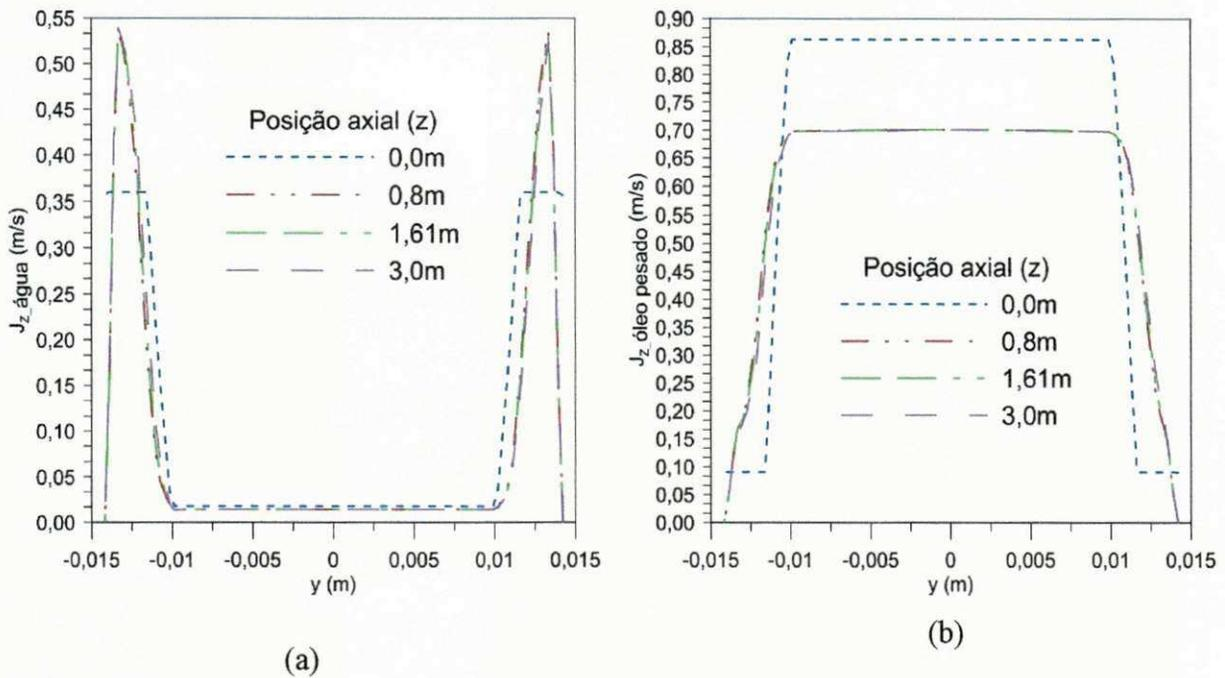 0,55
0,50
0,45
0,40
0,35
0,30
0,25
0,20
0,15
0,10
0,05
0,00
J_Z_água (m/s)
Posição axial (z)
0,0m
0,8m
1,61m
3,0m
-0,015 -0,01 -0,005 0 0,005 0,01 0,015
y (m)
(a)
0,90
0,85
0,80
0,75
0,70
0,65
0,60
0,55
0,50
0,45
0,40
0,35
0,30
0,25
0,20
0,15
0,10
0,05
0,00
J_Z_óleo pesado (m/s)
Posição axial (z)
0,0m
0,8m
1,61m
3,0m
-0,015 -0,01 -0,005 0 0,005 0,01 0,015
y (m)
(b)